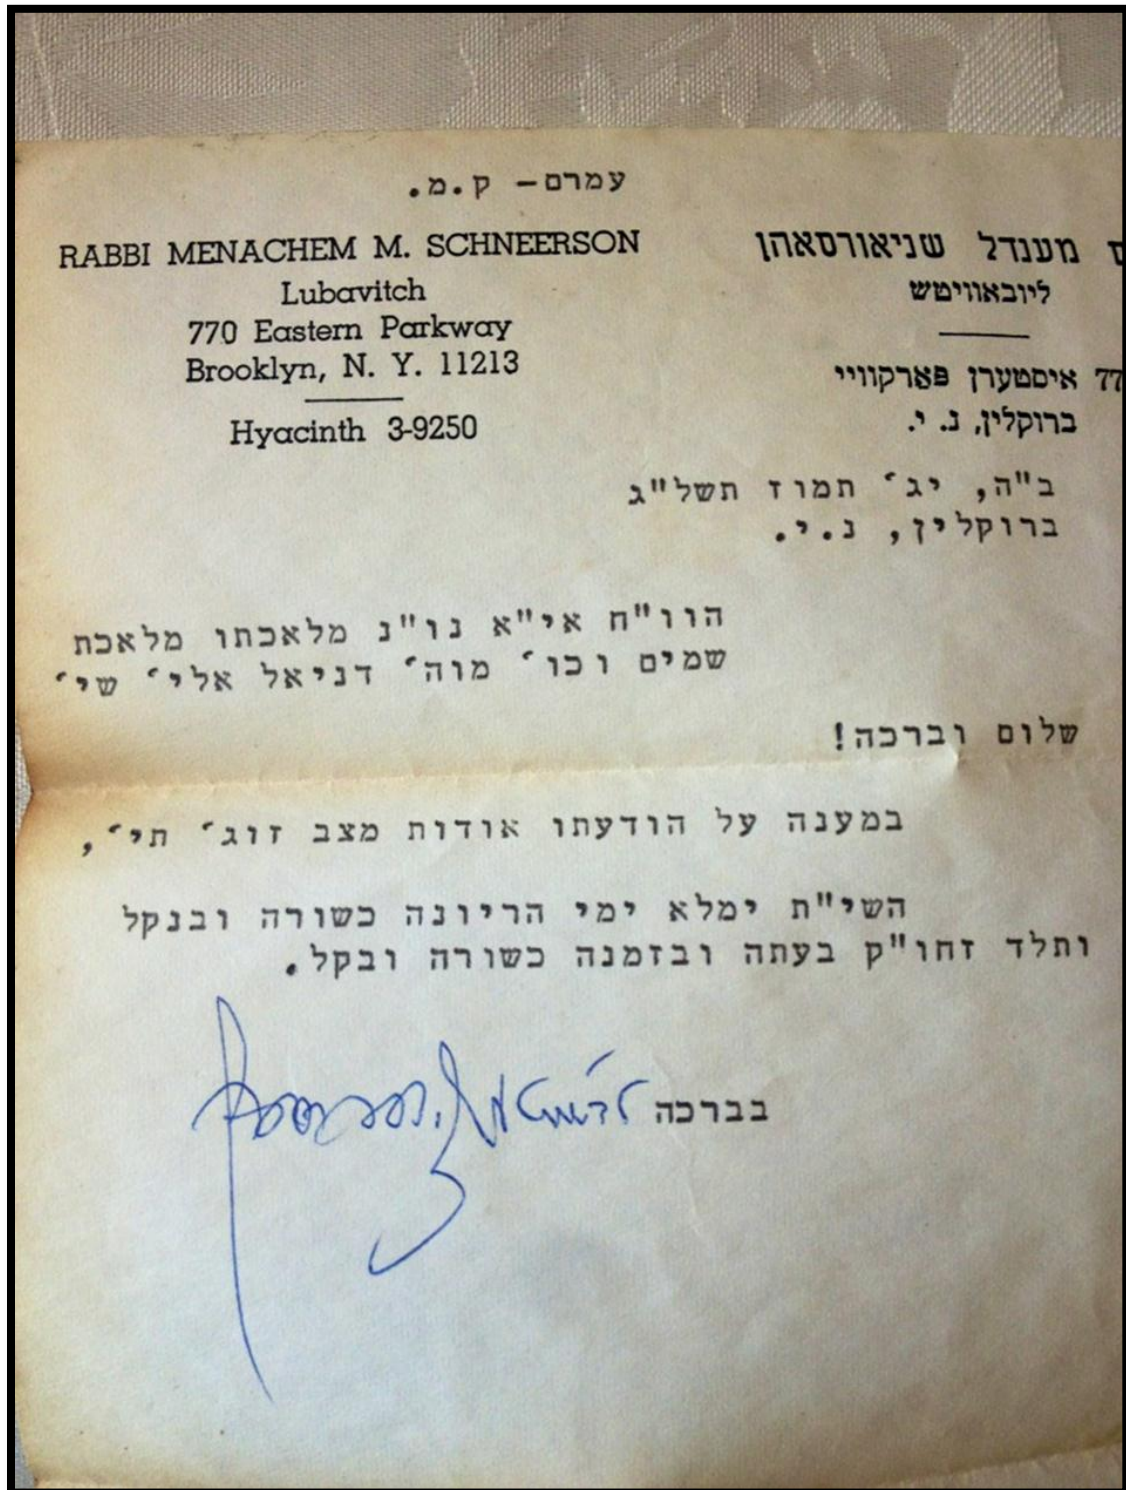 עמרם- ק.מ.
RABBI MENACHEM M. SCHNEERSON
Lubavitch
770 Eastern Parkway
Brooklyn, N. Y. 11213
Hyacinth 3-9250
מענדל שניאורסאהן
ליובאוויטש
77 איסטערן פארקוויי
ברוקלין, נ. י.
ב"ה, יג׳ תמוז תשל"ג
ברוקלין, נ.י.
הוו"ח אי"א נו"נ מלאכתו מלאכת
שמים וכו׳ מוה׳ דניאל אלי׳ שי׳
שלום וברכה!
במענה על הודעתו אודות מצב זוג׳ תי׳,
השי"ת ימלא ימי הריונה כשורה ובנקל
ותלד זחו"ק בעתה ובזמנה כשורה ובקל.
בברכה